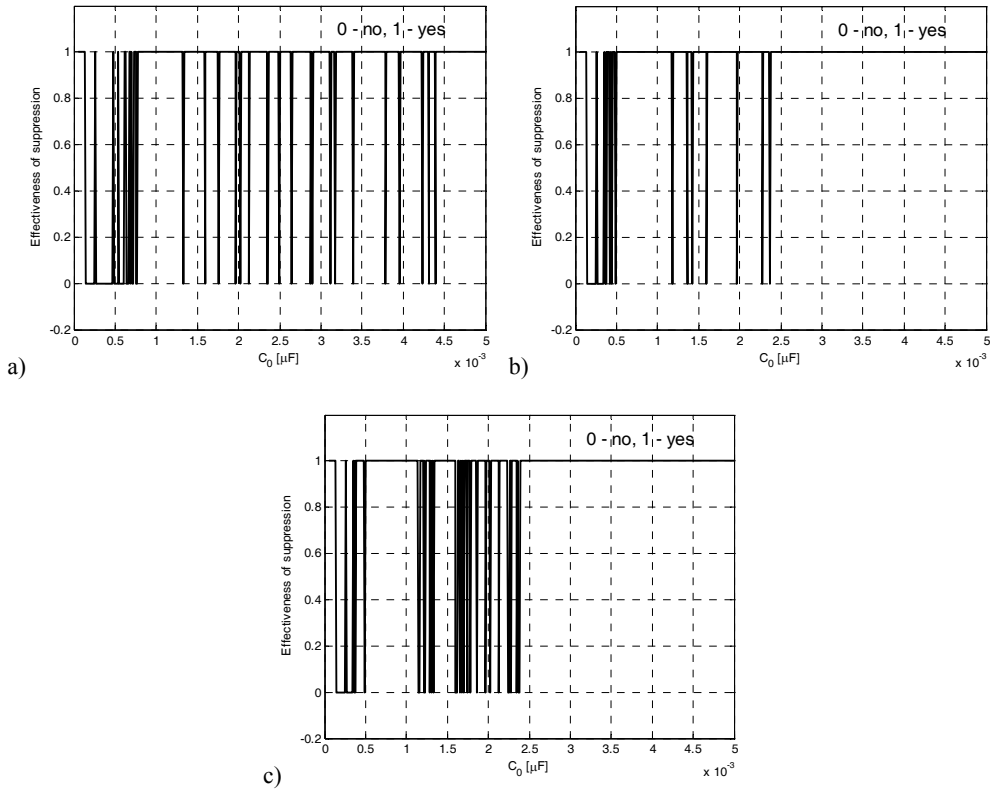 0 - no, 1 - yes
Effectiveness of suppression
1
0.8
0.6
0.4
0.2
0
-0.2
0 0.5 1 1.5 2 2.5 3 3.5 4 4.5 5
C0 [μF]
x 10-3
a)
0 - no, 1 - yes
Effectiveness of suppression
1
0.8
0.6
0.4
0.2
0
-0.2
0 0.5 1 1.5 2 2.5 3 3.5 4 4.5 5
C0 [μF]
x 10-3
b)
0 - no, 1 - yes
Effectiveness of suppression
1
0.8
0.6
0.4
0.2
0
-0.2
0 0.5 1 1.5 2 2.5 3 3.5 4 4.5 5
C0 [μF]
x 10-3
c)